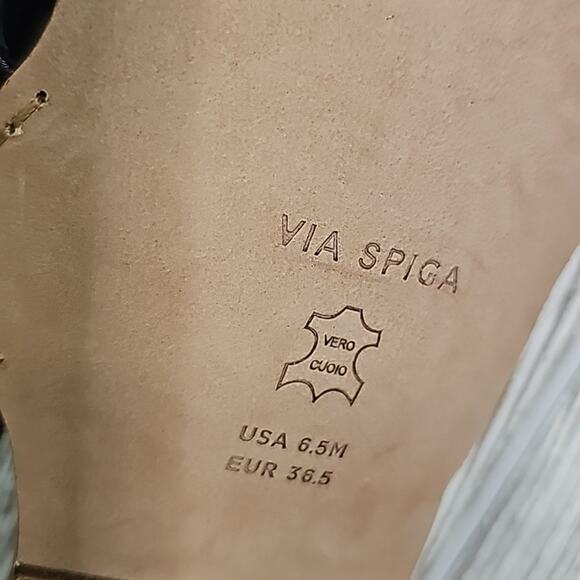 VIA SPIGA
VERO
CUOIO
USA 6.5M
EUR 36.5